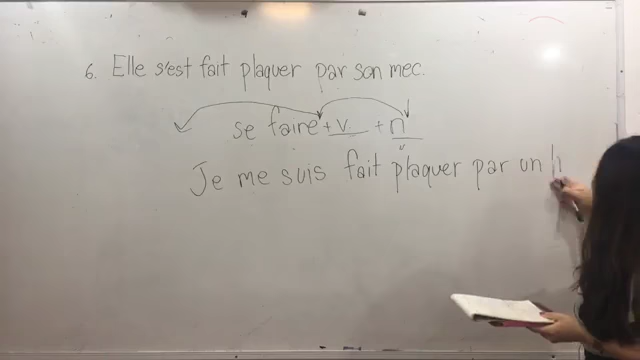 6. Elle s'est fait plaquer par son mec.
se faire + v + n
Je me suis fait plaquer par un